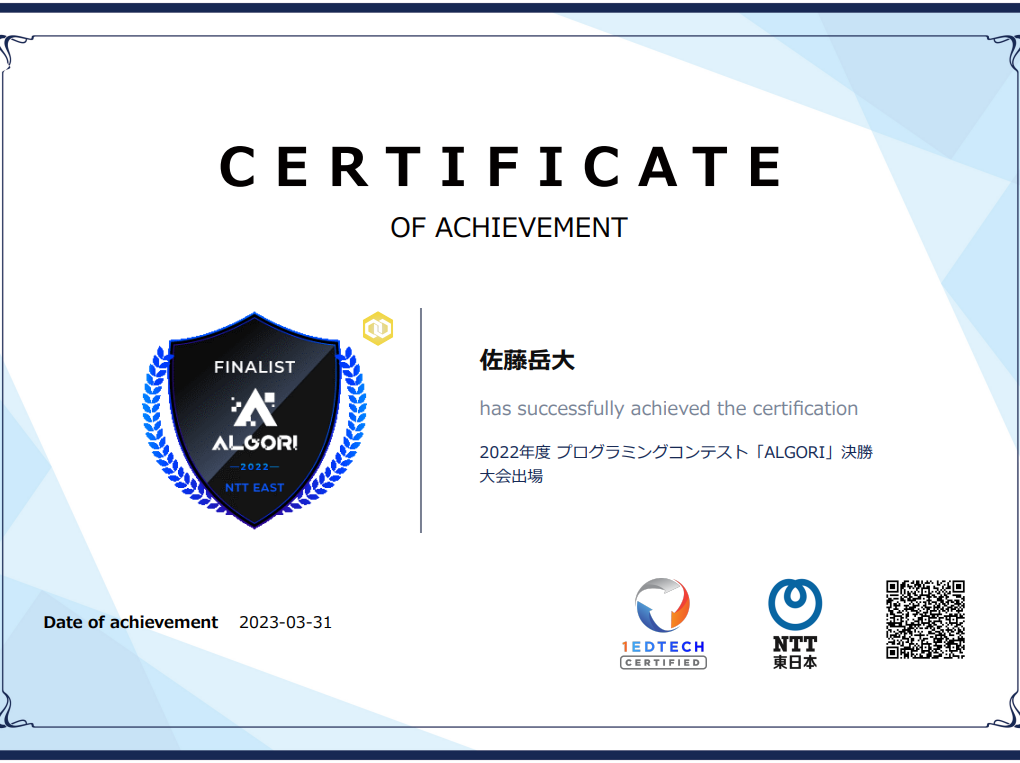 CERTIFICATE
OF ACHIEVEMENT
FINALIST
ALGORI
2022
NTT EAST
佐藤岳大
has successfully achieved the certification
2022年度 プログラミングコンテスト「ALGORI」決勝
大会出場
Date of achievement 2023-03-31
1EDTECH
CERTIFIED
NTT
東日本